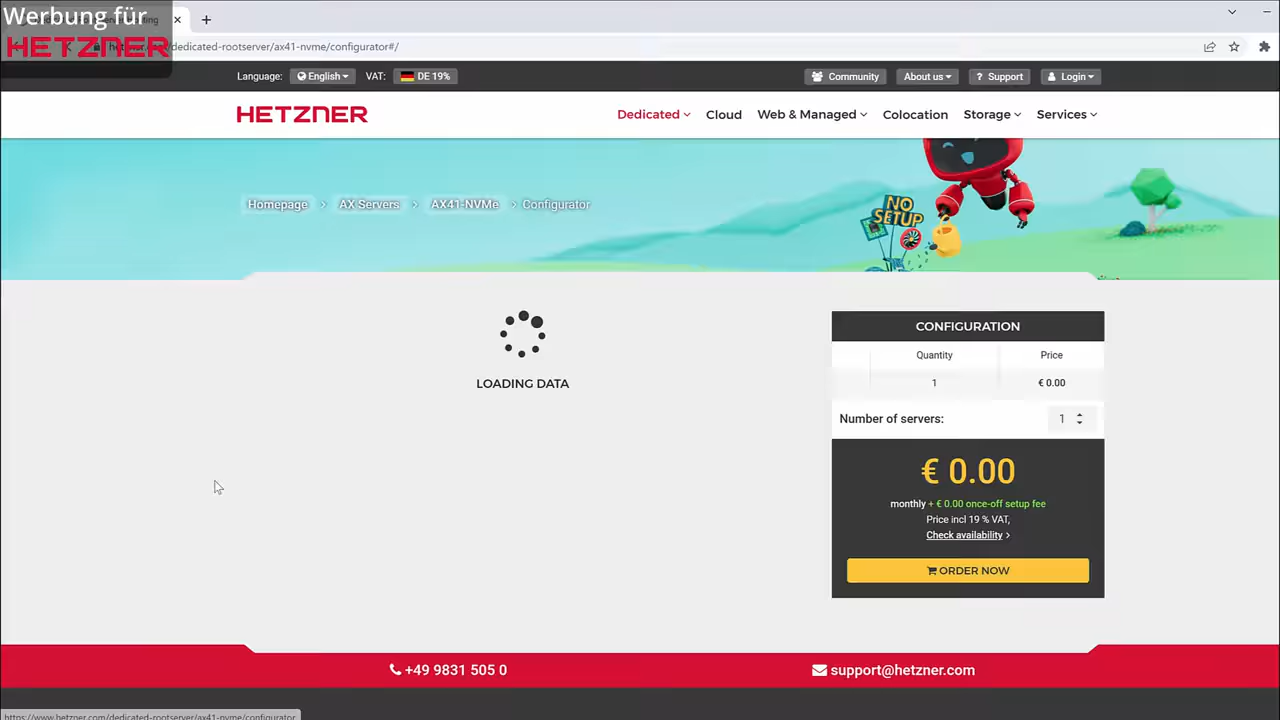 Werbung für
HETZNER
/dedicated-rootserver/ax41-nvme/configurator#/
Language: English VAT: DE 19%
Community About us ? Support Login
HETZNER
Dedicated Cloud Web & Managed Colocation Storage Services
NO
SETUP
Homepage > AX Servers > AX41-NVMe > Configurator
LOADING DATA
CONFIGURATION
Quantity Price
1 € 0.00
Number of servers: 1
€ 0.00
monthly + € 0.00 once-off setup fee
Price incl 19 % VAT,
Check availability >
ORDER NOW
+49 9831 505 0 support@hetzner.com
https://www.hetzner.com/dedicated-rootserver/ax41-nvme/configurator